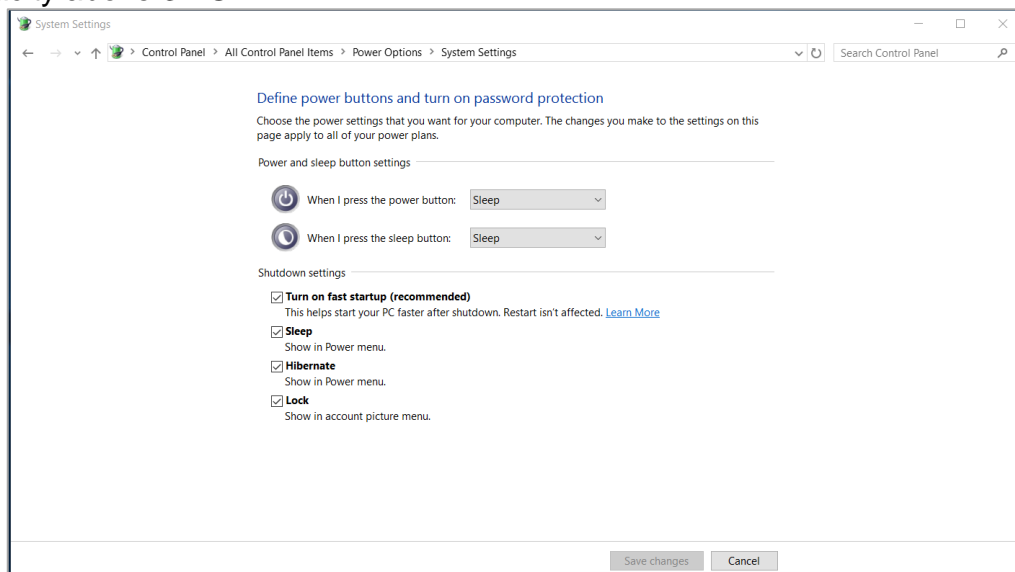 System Settings
Control Panel > All Control Panel Items > Power Options > System Settings
Search Control Panel
Define power buttons and turn on password protection
Choose the power settings that you want for your computer. The changes you make to the settings on this
page apply to all of your power plans.
Power and sleep button settings
When I press the power button: Sleep
When I press the sleep button: Sleep
Shutdown settings
Turn on fast startup (recommended)
This helps start your PC faster after shutdown. Restart isn't affected. Learn More
Sleep
Show in Power menu.
Hibernate
Show in Power menu.
Lock
Show in account picture menu.
Save changes Cancel